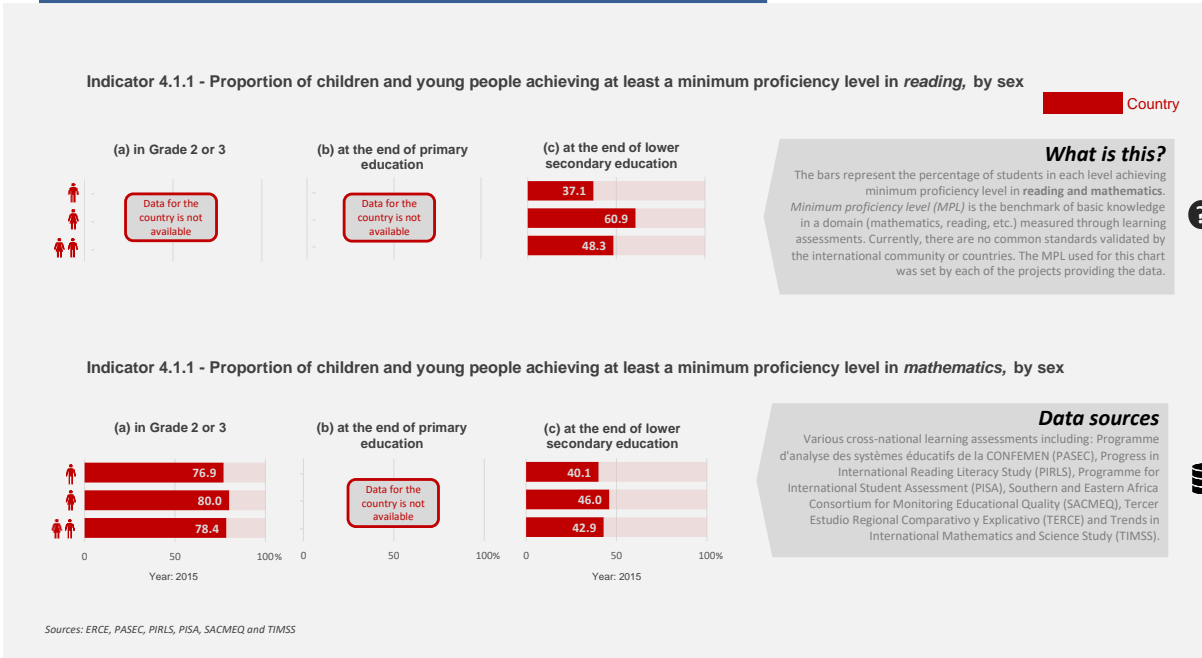 Indicator 4.1.1 - Proportion of children and young people achieving at least a minimum proficiency level in reading, by sex
Country
(a) in Grade 2 or 3
(b) at the end of primary
education
(c) at the end of lower
secondary education
Data for the
country is not
available
Data for the
country is not
available
37.1
60.9
48.3
What is this?
The bars represent the percentage of students in each level achieving
minimum proficiency level in reading and mathematics.
Minimum proficiency level (MPL) is the benchmark of basic knowledge
in a domain (mathematics, reading, etc.) measured through learning
assessments. Currently, there are no common standards validated by
the international community or countries. The MPL used for this chart
was set by each of the projects providing the data.
?
Indicator 4.1.1 - Proportion of children and young people achieving at least a minimum proficiency level in mathematics, by sex
(a) in Grade 2 or 3
(b) at the end of primary
education
(c) at the end of lower
secondary education
76.9
80.0
78.4
0 50 100%
Year: 2015
Data for the
country is not
available
0 50 100%
40.1
46.0
42.9
0 50 100%
Year: 2015
Data sources
Various cross-national learning assessments including: Programme
d'analyse des systèmes éducatifs de la CONFEMEN (PASEC), Progress in
International Reading Literacy Study (PIRLS), Programme for
International Student Assessment (PISA), Southern and Eastern Africa
Consortium for Monitoring Educational Quality (SACMEQ), Tercer
Estudio Regional Comparativo y Explicativo (TERCE) and Trends in
International Mathematics and Science Study (TIMSS).
Sources: ERCE, PASEC, PIRLS, PISA, SACMEQ and TIMSS